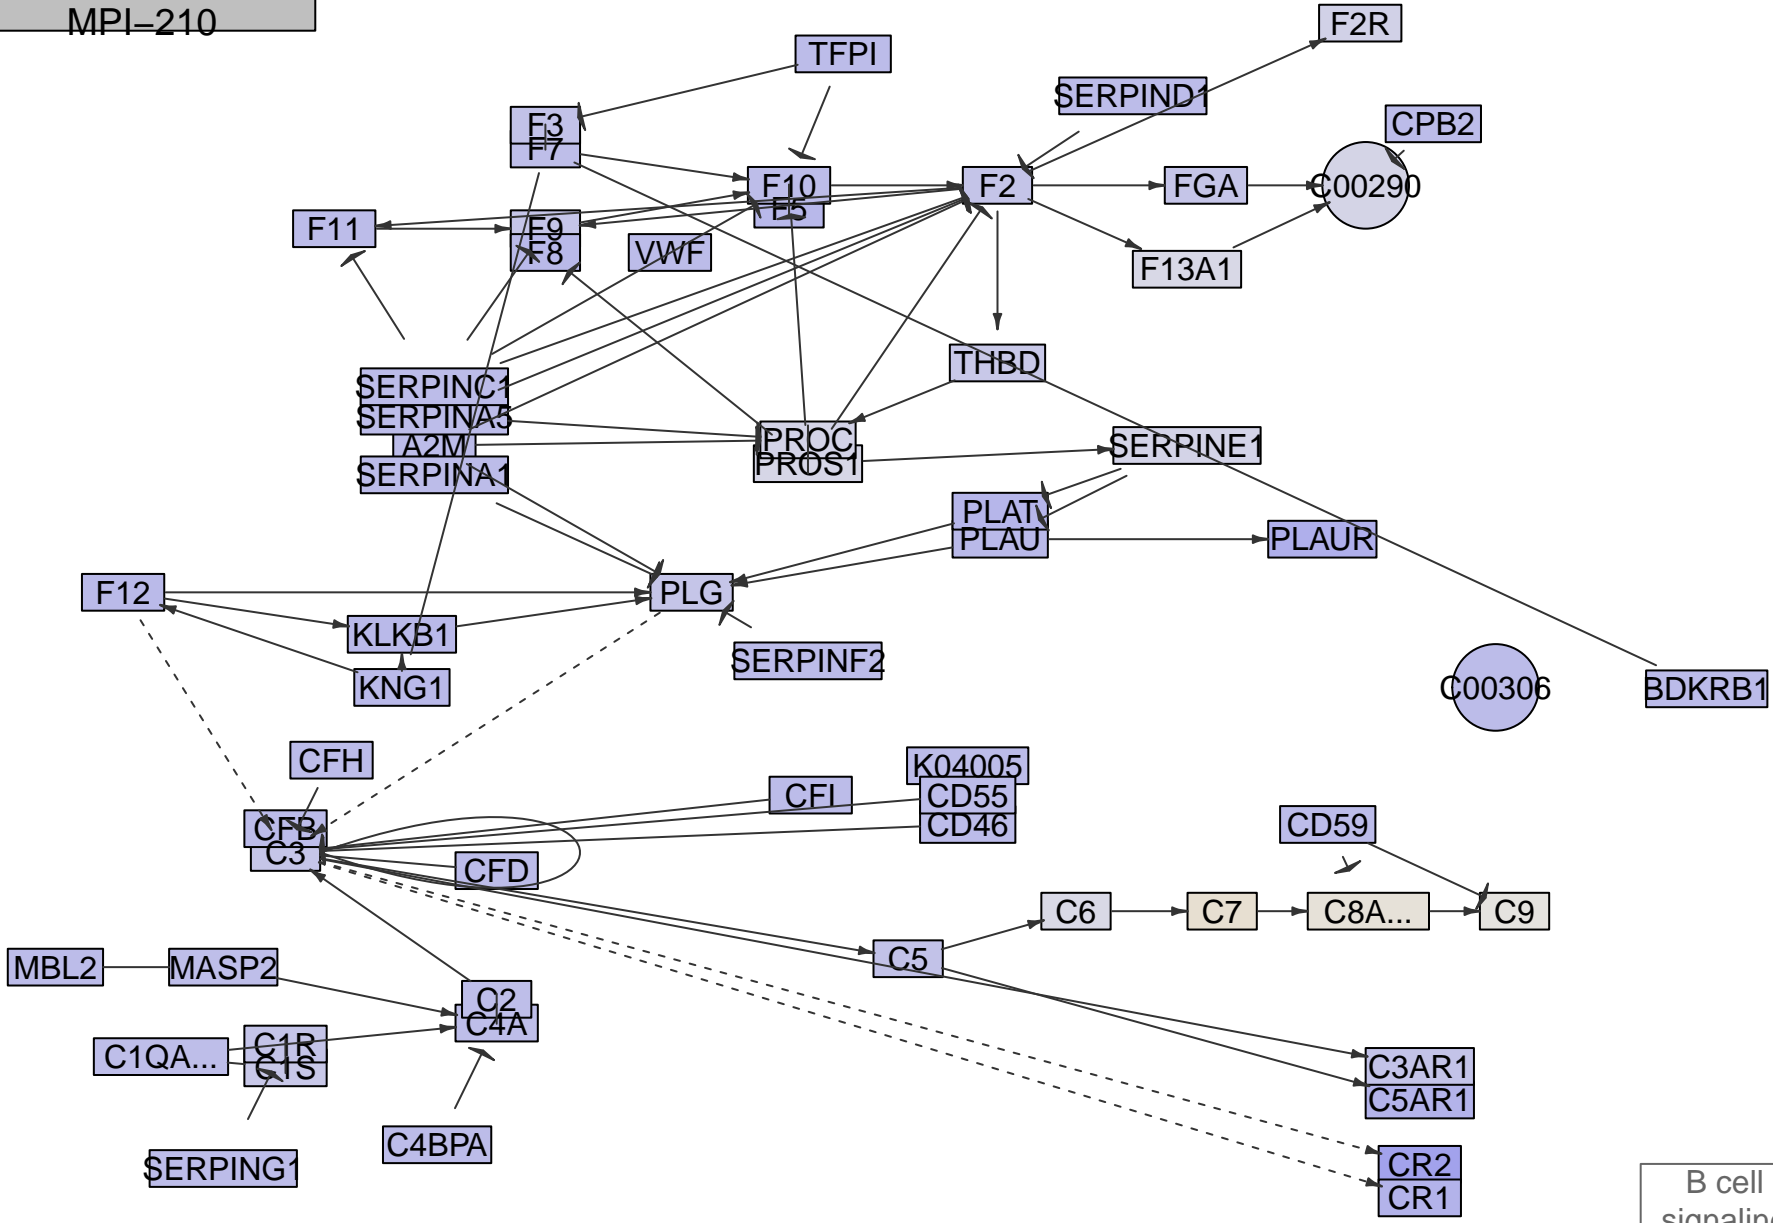 MPI–210
F2R
TFPI
SERPIND1
CPB2
F3
F7
F10
F5
F2
FGA
C00290
F11
F9
F8
VWF
F13A1
THBD
SERPINC1
SERPINA5
A2M
SERPINA1
PROC
PROS1
SERPINE1
PLAT
PLAU
PLAUR
F12
PLG
KLKB1
SERPINF2
KNG1
C00306
BDKRB1
CFH
K04005
CFI
CD55
CD46
CFB
C3
CD59
CFD
C6
C7
C8A...
C9
C5
MBL2
MASP2
C2
C4A
C1QA...
C1R
C1S
C3AR1
C5AR1
C4BPA
SERPING1
CR2
CR1
B cell
signaling